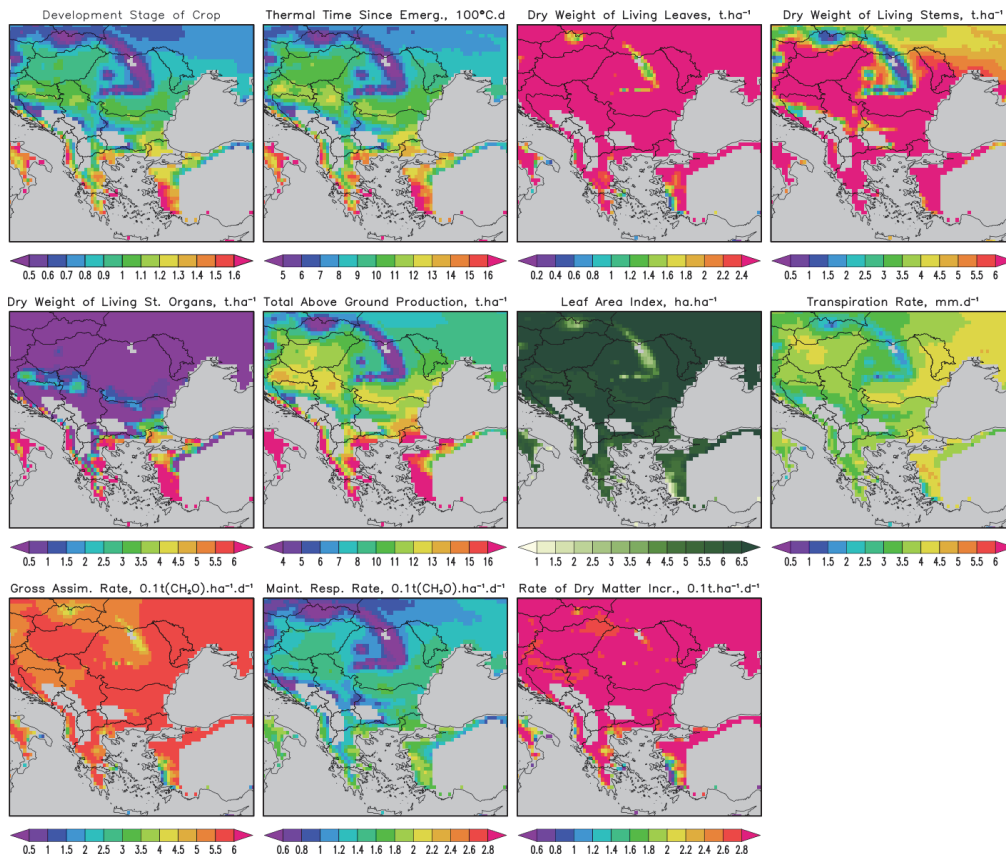 Development Stage of Crop
Thermal Time Since Emerg., 100°C.d
Dry Weight of Living Leaves, t.ha⁻¹
Dry Weight of Living Stems, t.ha⁻¹
0.5 0.6 0.7 0.8 0.9 1 1.1 1.2 1.3 1.4 1.5 1.6
5 6 7 8 9 10 11 12 13 14 15 16
0.2 0.4 0.6 0.8 1 1.2 1.4 1.6 1.8 2 2.2 2.4
0.5 1 1.5 2 2.5 3 3.5 4 4.5 5 5.5 6
Dry Weight of Living St. Organs, t.ha⁻¹
Total Above Ground Production, t.ha⁻¹
Leaf Area Index, ha.ha⁻¹
Transpiration Rate, mm.d⁻¹
0.5 1 1.5 2 2.5 3 3.5 4 4.5 5 5.5 6
4 5 6 7 8 9 10 11 12 14 15 16
1 1.5 2 2.5 3 3.5 4 4.5 5 5.5 6 6.5
0.5 1 1.5 2 2.5 3 3.5 4 4.5 5 5.5 6
Gross Assim. Rate, 0.1t(CH₂O).ha⁻¹.d⁻¹
Maint. Resp. Rate, 0.1t(CH₂O).ha⁻¹.d⁻¹
Rate of Dry Matter Incr., 0.1t.ha⁻¹.d⁻¹
0.5 1 1.5 2 2.5 3 3.5 4 4.5 5 5.5 6
0.6 0.8 1 1.2 1.4 1.6 1.8 2 2.2 2.4 2.6 2.8
0.6 0.8 1 1.2 1.4 1.6 1.8 2 2.2 2.4 2.6 2.8